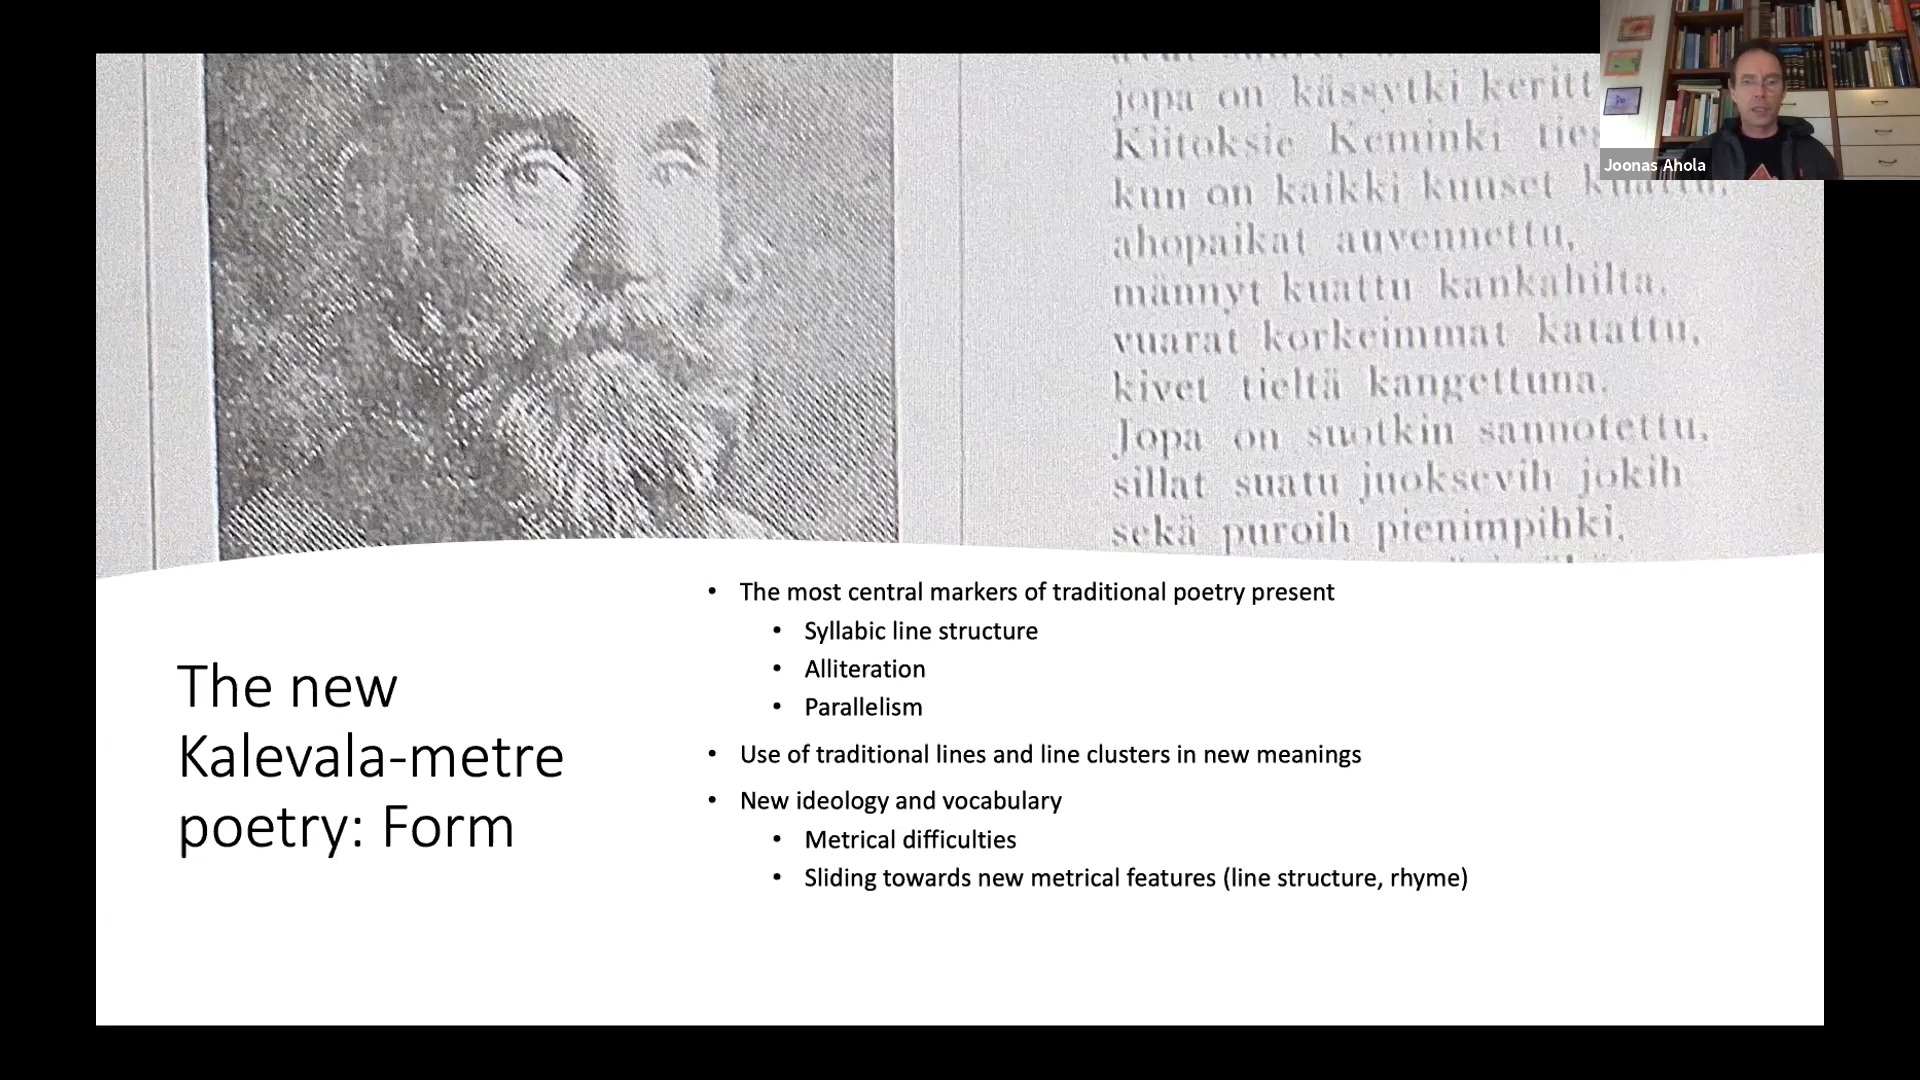 jopa on kässytki keritt
Kiitoksie Keminki
kun on kaikki kuuset
ahopaikat auvennettu,
männyt kuattu kankahilta,
vuarat korkeimmat katattu,
kivet tieltä kangettuna.
Jopa on suotkin sannotettu,
sillat suatu juoksevih jokih
sekä puroih pienimpihki,
Joonas Ahola
The new
Kalevala-metre
poetry: Form
• The most central markers of traditional poetry present
• Syllabic line structure
• Alliteration
• Parallelism
• Use of traditional lines and line clusters in new meanings
• New ideology and vocabulary
• Metrical difficulties
• Sliding towards new metrical features (line structure, rhyme)